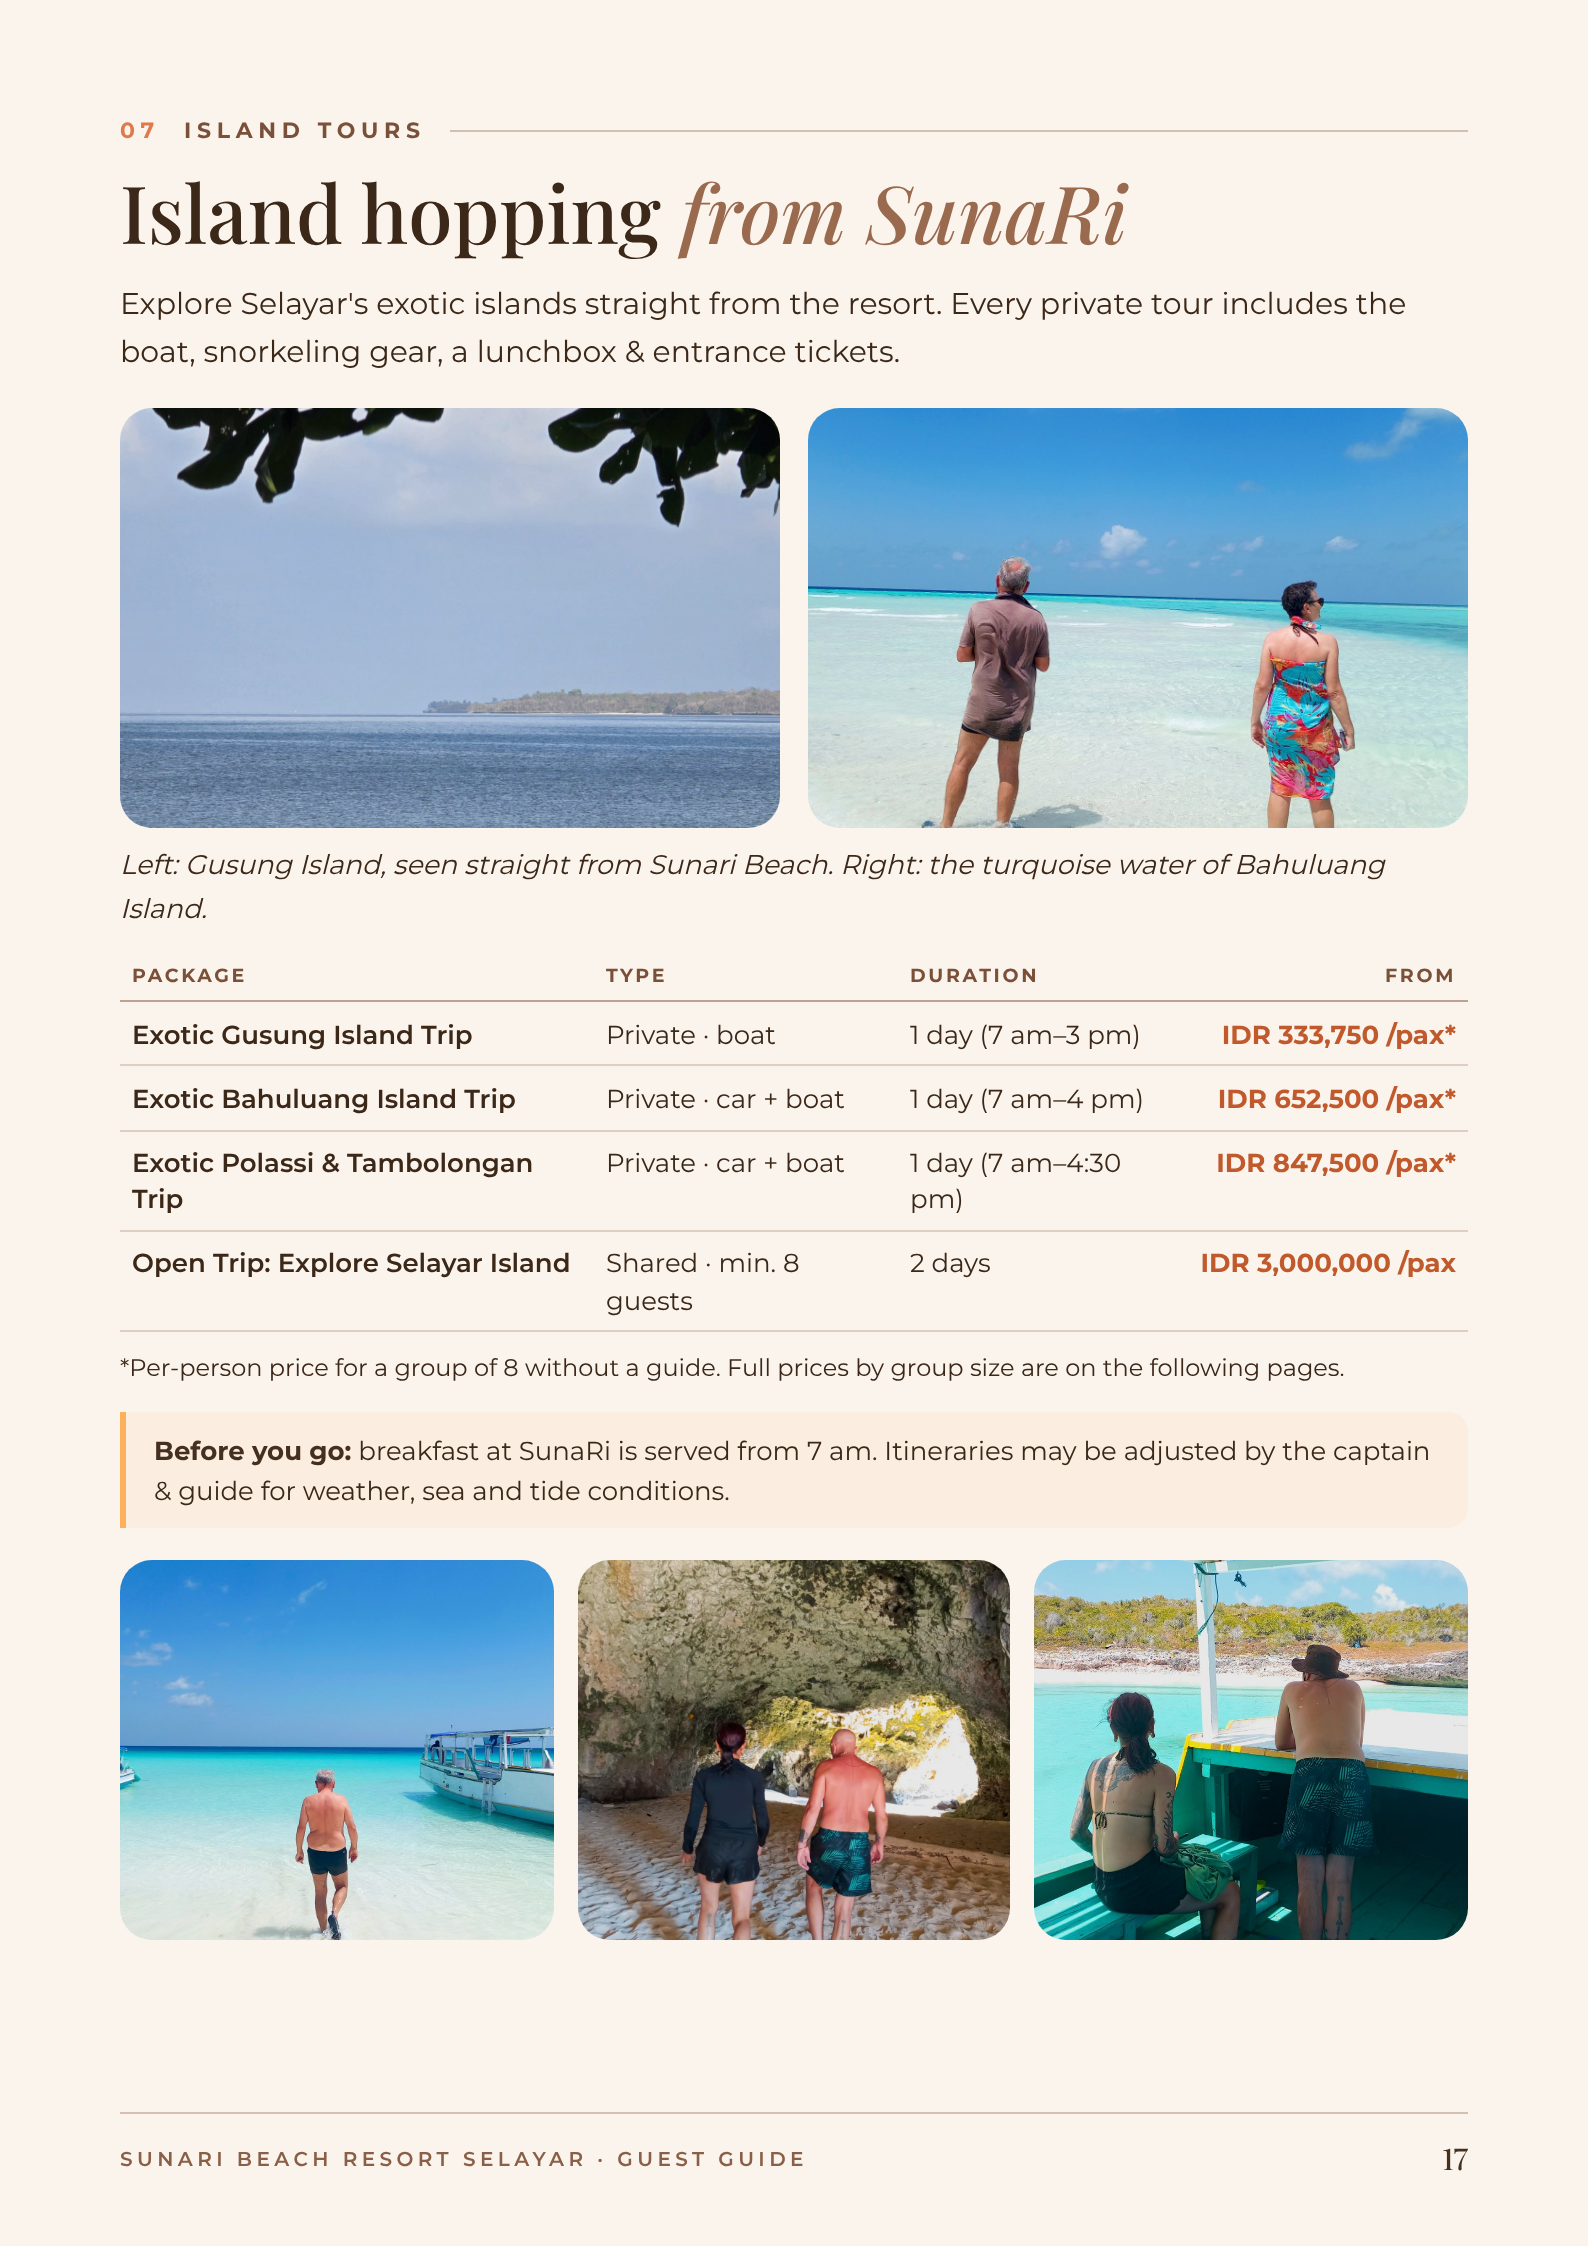 07 ISLAND TOURS
Island hopping from SunaRi
Explore Selayar's exotic islands straight from the resort. Every private tour includes the
boat, snorkeling gear, a lunchbox & entrance tickets.
Left: Gusung Island, seen straight from Sunari Beach. Right: the turquoise water of Bahuluang
Island.
PACKAGE TYPE DURATION FROM
Exotic Gusung Island Trip Private · boat 1 day (7 am–3 pm) IDR 333,750 /pax*
Exotic Bahuluang Island Trip Private · car + boat 1 day (7 am–4 pm) IDR 652,500 /pax*
Exotic Polassi & Tambolongan Private · car + boat 1 day (7 am–4:30 IDR 847,500 /pax*
Trip pm)
Open Trip: Explore Selayar Island Shared · min. 8 2 days IDR 3,000,000 /pax
guests
*Per-person price for a group of 8 without a guide. Full prices by group size are on the following pages.
Before you go: breakfast at SunaRi is served from 7 am. Itineraries may be adjusted by the captain
& guide for weather, sea and tide conditions.
SUNARI BEACH RESORT SELAYAR · GUEST GUIDE 17